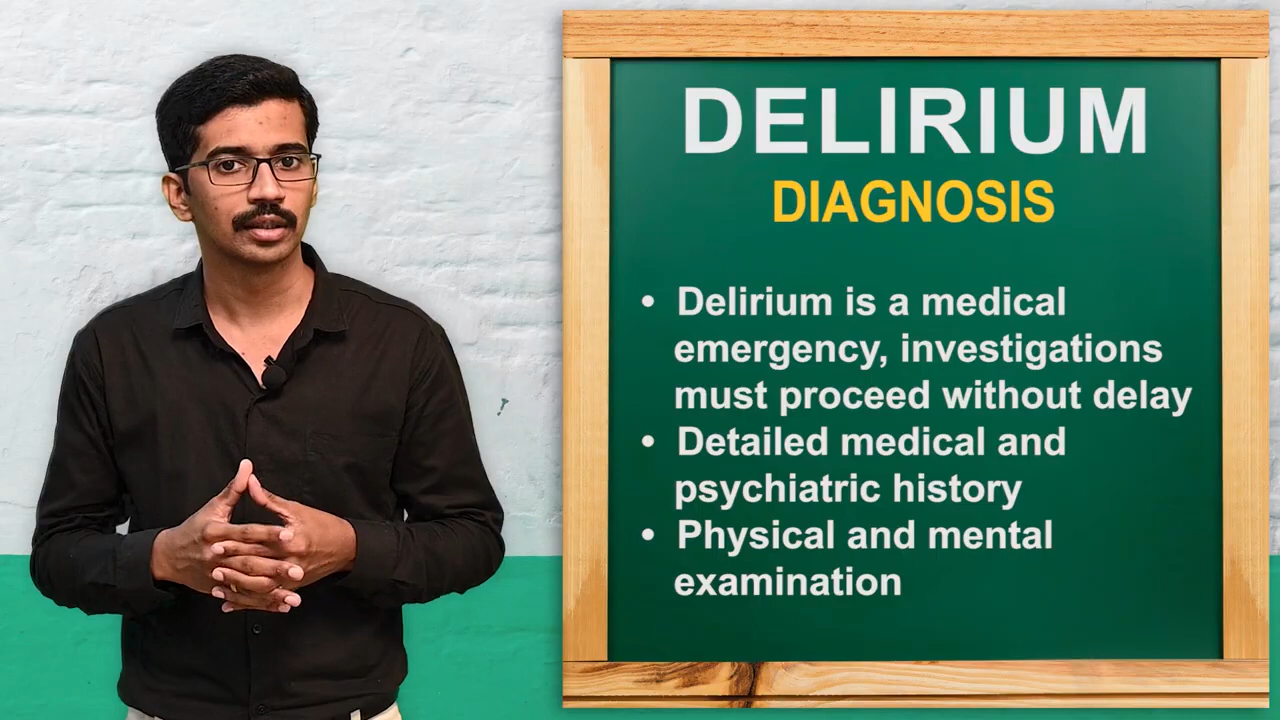 DELIRIUM
DIAGNOSIS
• Delirium is a medical
emergency, investigations
must proceed without delay
• Detailed medical and
psychiatric history
• Physical and mental
examination